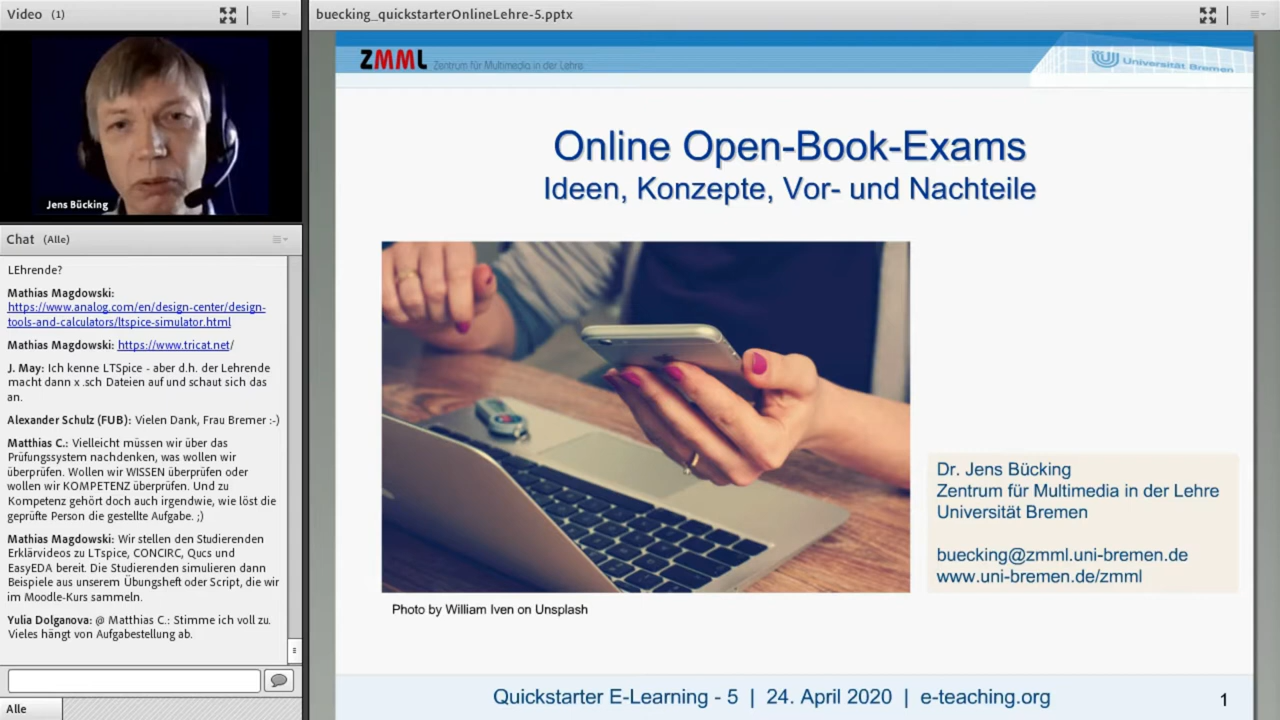 Video (1)
Jens Bücking
Chat (Alle)
LEhrende?
Mathias Magdowski:
https://www.analog.com/en/design-center/design-
tools-and-calculators/ltspice-simulator.html
Mathias Magdowski: https://www.tricat.net/
J. May: Ich kenne LTSpice - aber d.h. der Lehrende
macht dann x .sch Dateien auf und schaut sich das
an.
Alexander Schulz (FUB): Vielen Dank, Frau Bremer :-)
Matthias C.: Vielleicht müssen wir über das
Prüfungssystem nachdenken, was wollen wir
überprüfen. Wollen wir WISSEN überprüfen oder
wollen wir KOMPETENZ überprüfen. Und zu
Kompetenz gehört doch auch irgendwie, wie löst die
geprüfte Person die gestellte Aufgabe. ;)
Mathias Magdowski: Wir stellen den Studierenden
Erklärvideos zu LTspice, CONCIRC, Qucs und
EasyEDA bereit. Die Studierenden simulieren dann
Beispiele aus unserem Übungsheft oder Script, die wir
im Moodle-Kurs sammeln.
Yulia Dolganova: @ Matthias C.: Stimme ich voll zu.
Vieles hängt von Aufgabestellung ab.
Alle
buecking_quickstarterOnlineLehre-5.pptx
ZMML Zentrum für Multimedia in der Lehre
Universität Bremen
Online Open-Book-Exams
Ideen, Konzepte, Vor- und Nachteile
Dr. Jens Bücking
Zentrum für Multimedia in der Lehre
Universität Bremen
buecking@zmml.uni-bremen.de
www.uni-bremen.de/zmml
Photo by William Iven on Unsplash
Quickstarter E-Learning - 5 | 24. April 2020 | e-teaching.org
1